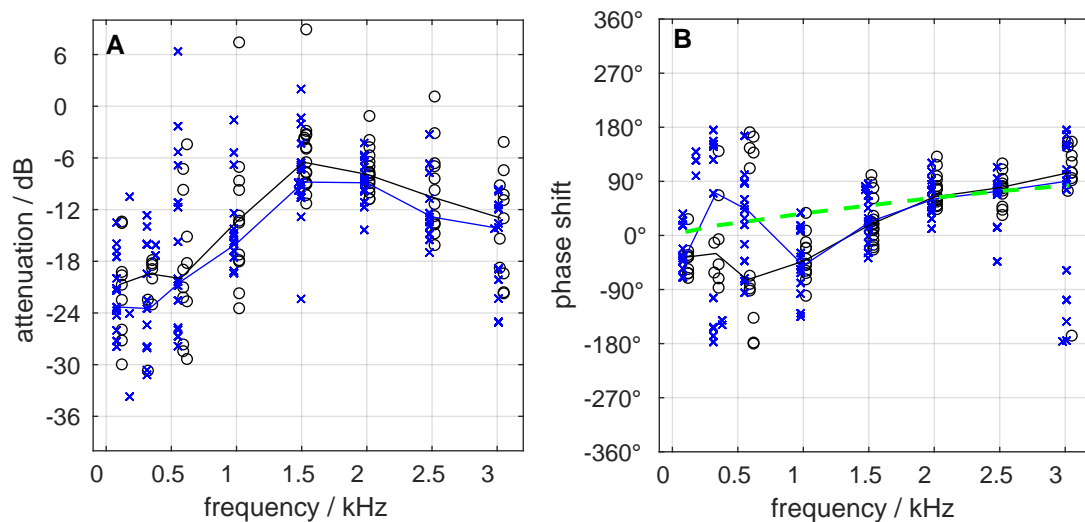 A
6
0
-6
-12
-18
-24
-30
-36
attenuation / dB
0 0.5 1 1.5 2 2.5 3
frequency / kHz
B
360°
270°
180°
90°
0°
-90°
-180°
-270°
-360°
phase shift
0 0.5 1 1.5 2 2.5 3
frequency / kHz